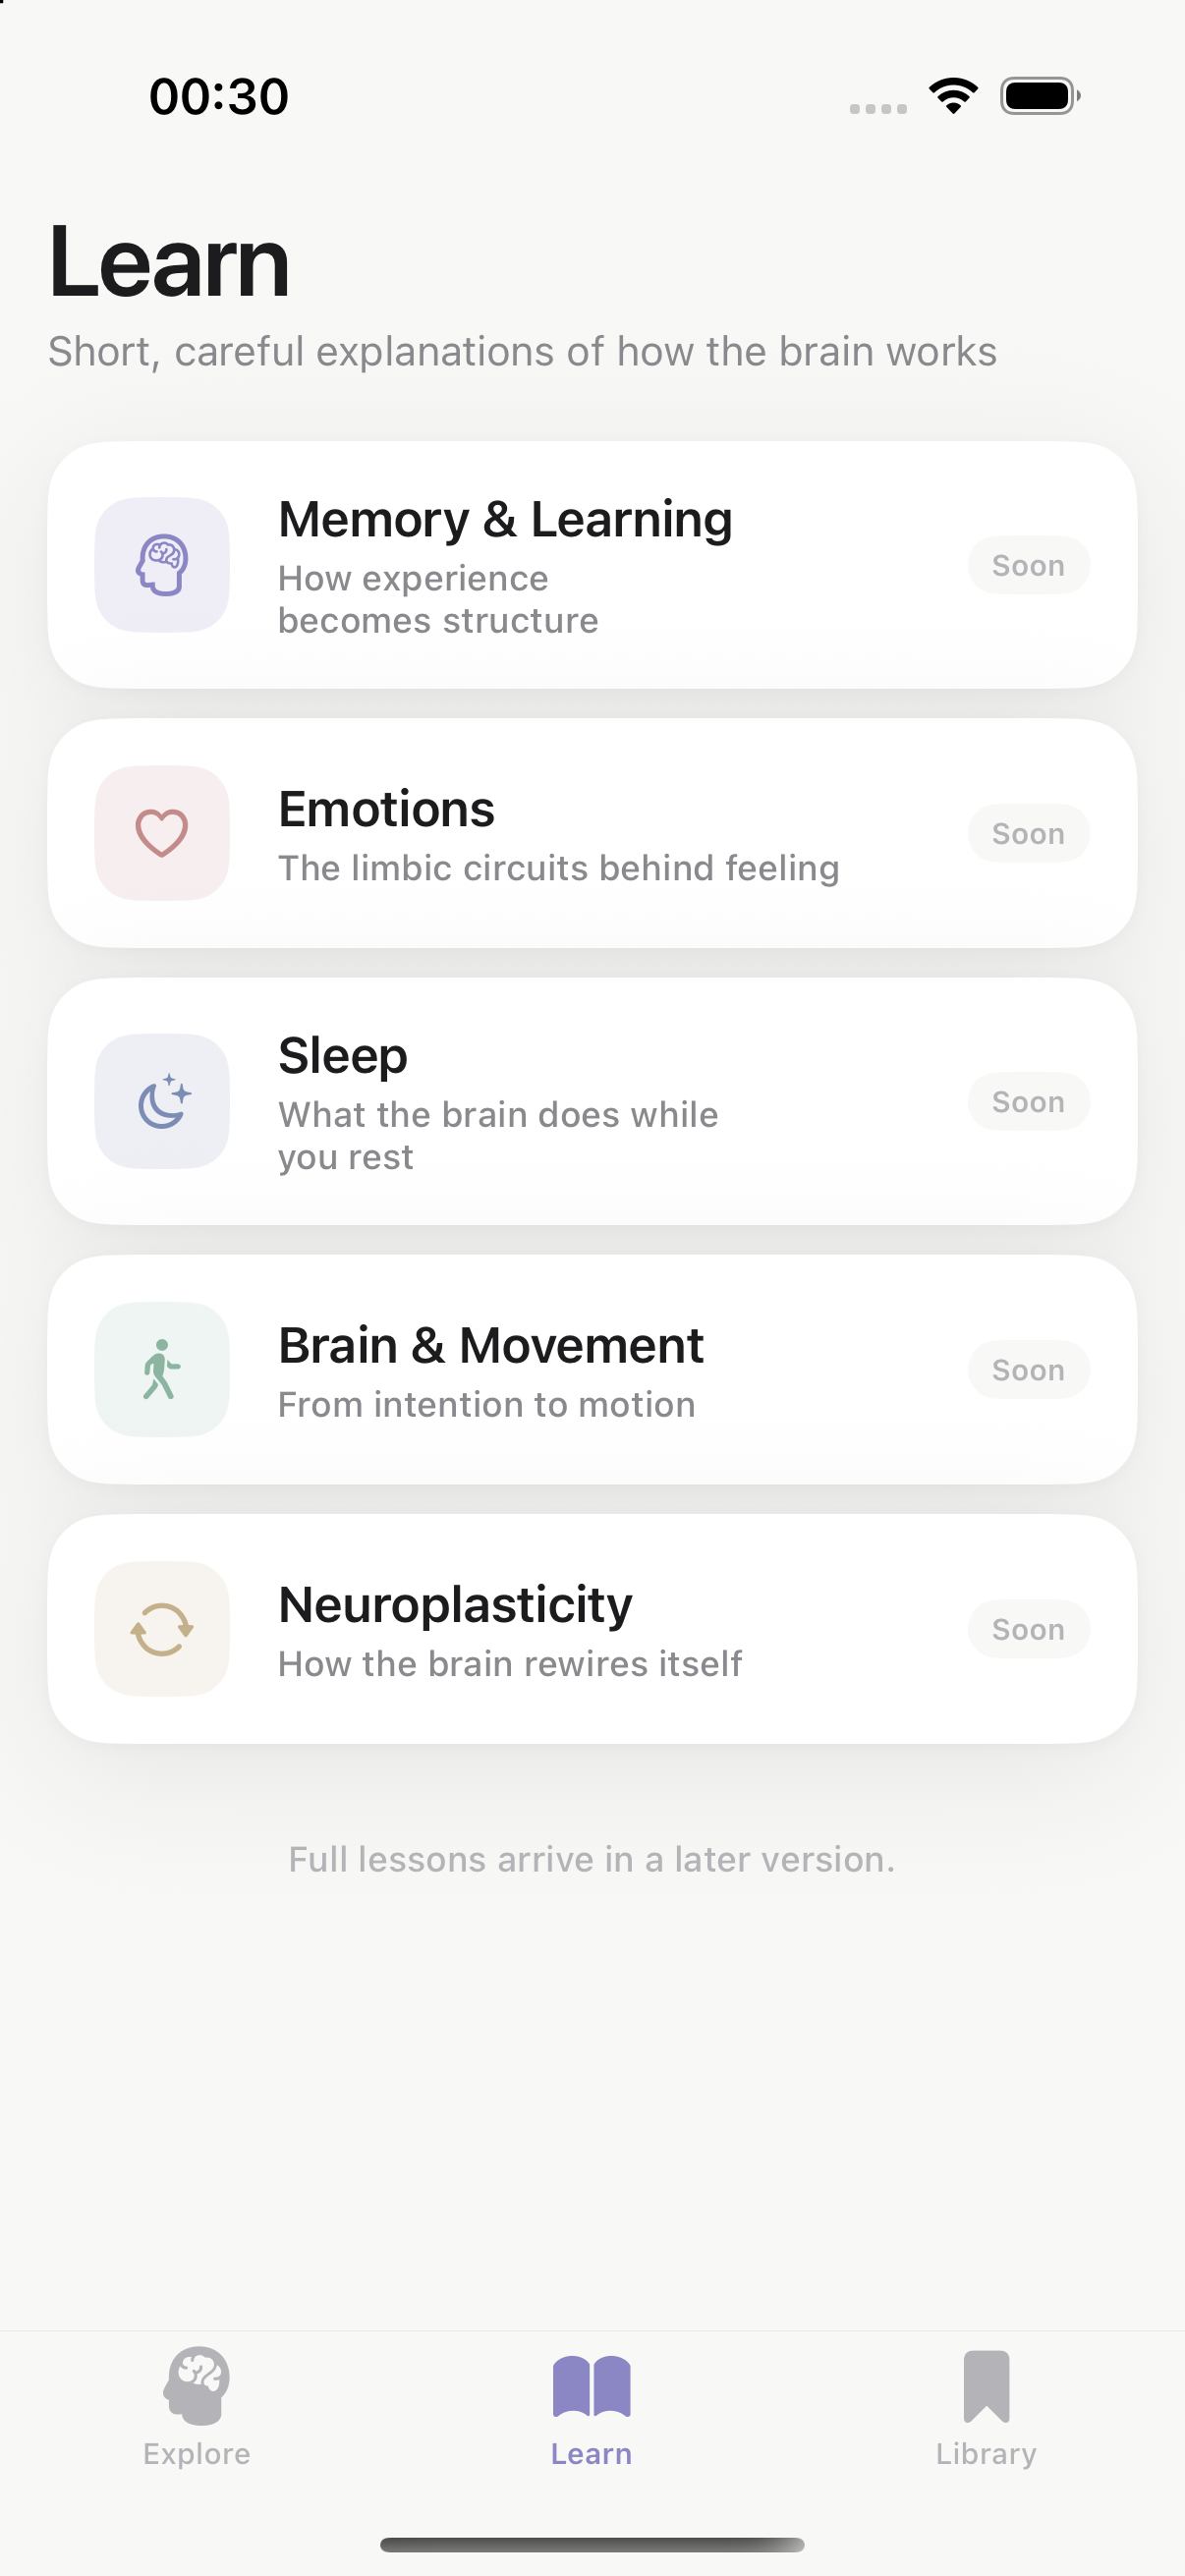 00:30
Learn
Short, careful explanations of how the brain works
Memory & Learning
How experience
becomes structure
Soon
Emotions
The limbic circuits behind feeling
Soon
Sleep
What the brain does while
you rest
Soon
Brain & Movement
From intention to motion
Soon
Neuroplasticity
How the brain rewires itself
Soon
Full lessons arrive in a later version.
Explore
Learn
Library